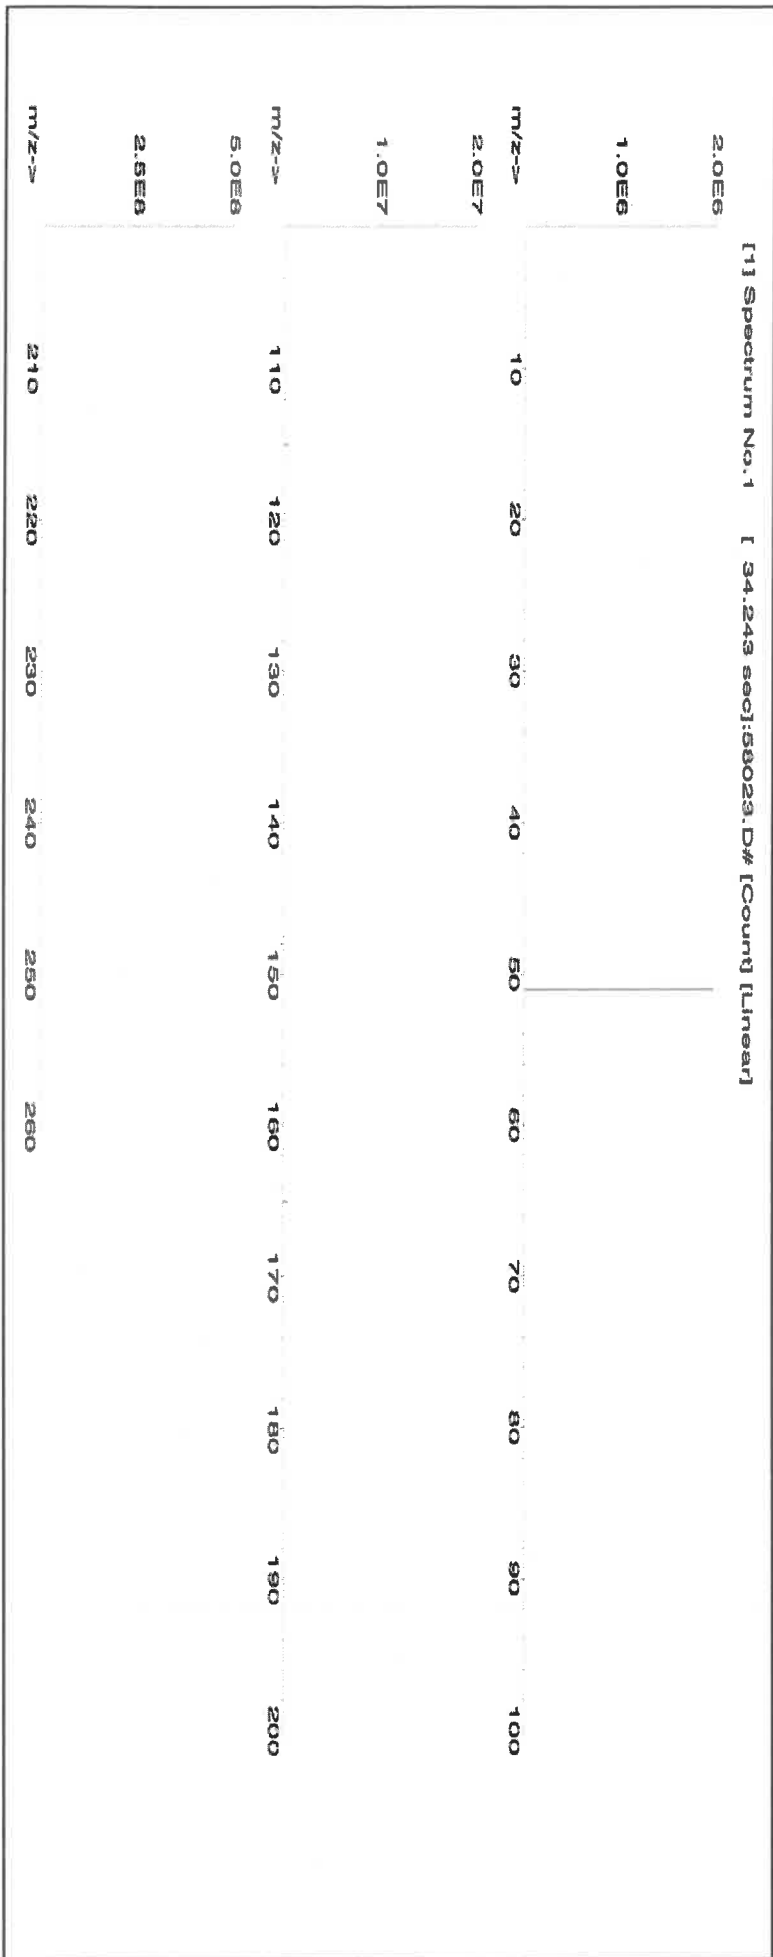 [1] Spectrum No.1 [ 34.243 sec]:58023.D# [Count] [Linear]
2.0E6
1.0E6
m/z-> 10 20 30 40 50 60 70 80 90 100
2.0E7
1.0E7
m/z-> 110 120 130 140 150 160 170 180 190 200
5.0E8
2.5E8
m/z-> 210 220 230 240 250 260